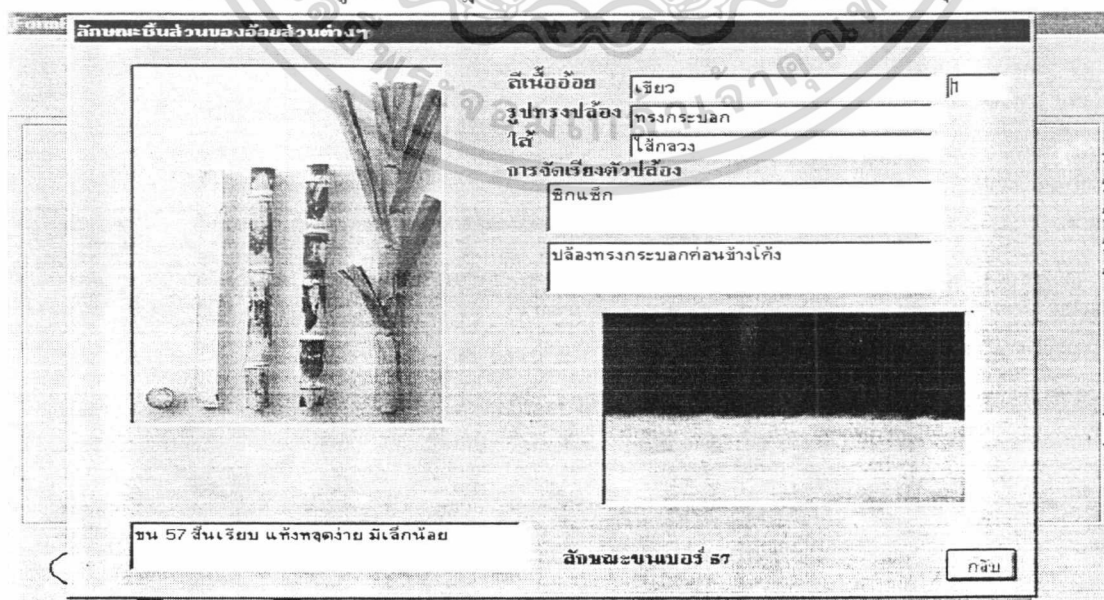 ลักษณะชิ้นส่วนของอ้อยส่วนต่างๆ
สีเนื้ออ้อย เขียว
รูปทรงปล้อง ทรงกระบอก
ไส้ ไส้กลวง
การจัดเรียงตัวปล้อง
ซิกแซ็ก
ปล้องทรงกระบอกค่อนข้างโค้ง
ขน 57 สั้นเรียบ แห้งหลุดง่าย มีเล็กน้อย
ลักษณะขนเบอร์ 57
กลับ